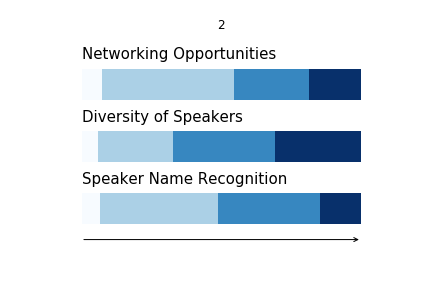 2
Networking Opportunities
Diversity of Speakers
Speaker Name Recognition